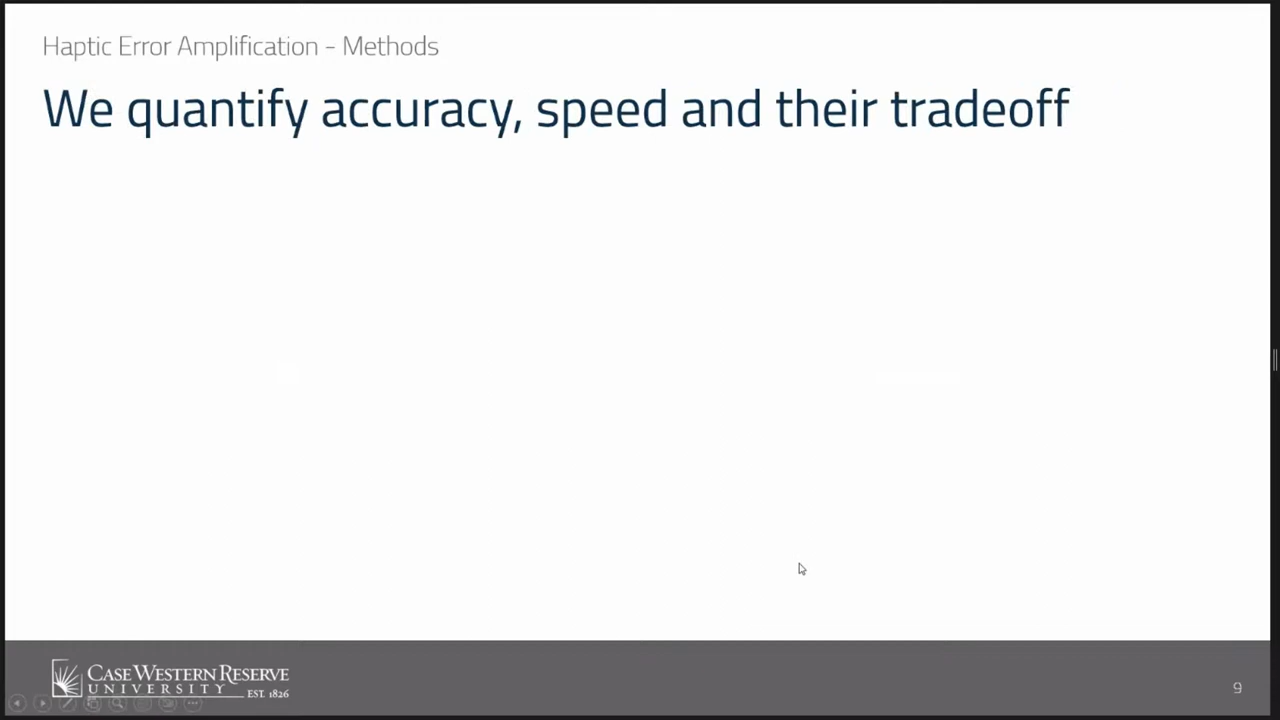 Haptic Error Amplification - Methods
We quantify accuracy, speed and their tradeoff
CASE WESTERN RESERVE
UNIVERSITY EST. 1826
9